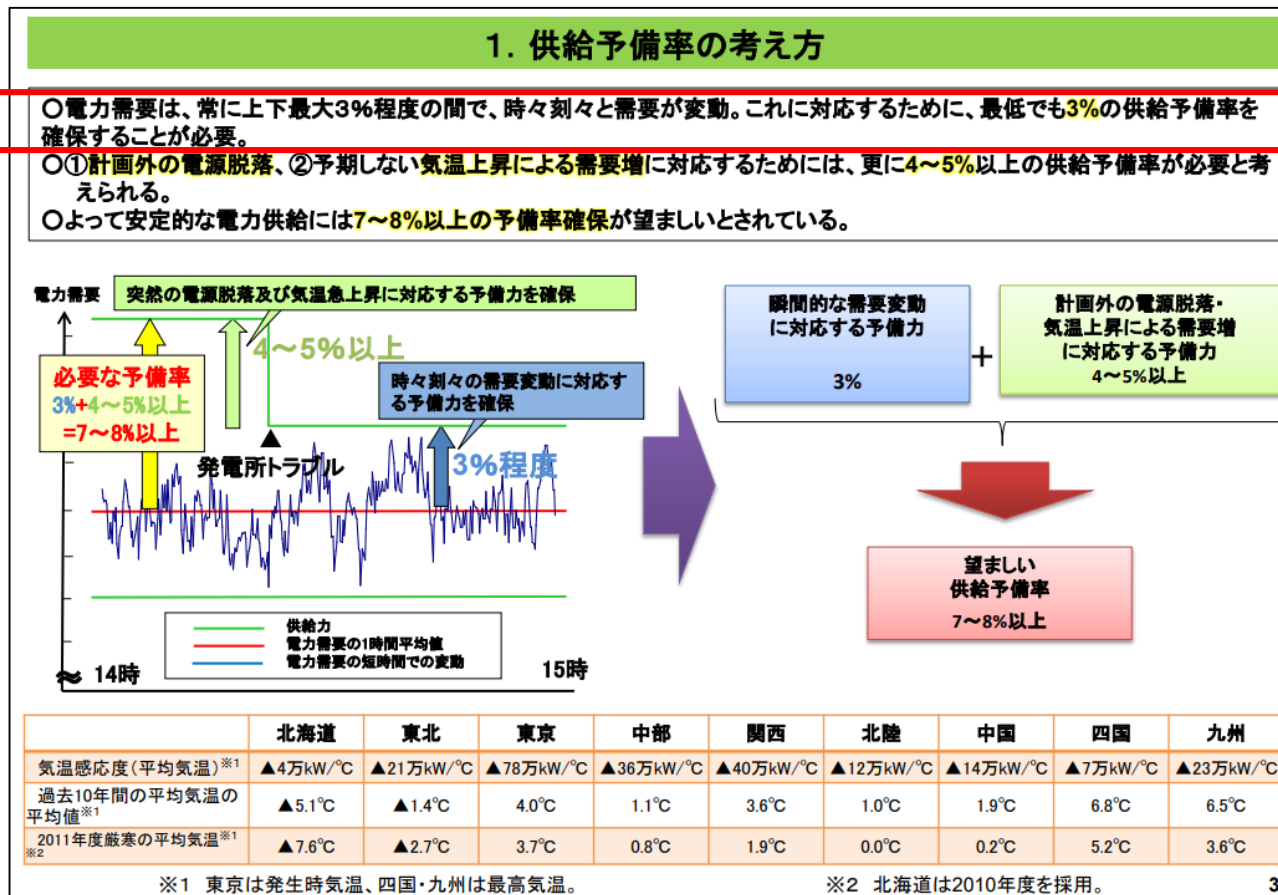 1. 供給予備率の考え方
○電力需要は、常に上下最大3%程度の間で、時々刻々と需要が変動。これに対応するために、最低でも3%の供給予備率を
確保することが必要。
○①計画外の電源脱落、②予期しない気温上昇による需要増に対応するためには、更に4～5%以上の供給予備率が必要と考
えられる。
○よって安定的な電力供給には7～8%以上の予備率確保が望ましいとされている。
電力需要
突然の電源脱落及び気温急上昇に対応する予備力を確保
4～5%以上
必要な予備率
3%+4～5%以上
=7～8%以上
時々刻々の需要変動に対応す
る予備力を確保
▲
発電所トラブル
3%程度
供給力
電力需要の1時間平均値
電力需要の短時間での変動
≈ 14時
15時
瞬間的な需要変動
に対応する予備力
3%
+
計画外の電源脱落・
気温上昇による需要増
に対応する予備力
4～5%以上
望ましい
供給予備率
7～8%以上
北海道 東北 東京 中部 関西 北陸 中国 四国 九州
気温感応度(平均気温)※1 ▲4万kW/℃ ▲21万kW/℃ ▲78万kW/℃ ▲36万kW/℃ ▲40万kW/℃ ▲12万kW/℃ ▲14万kW/℃ ▲7万kW/℃ ▲23万kW/℃
過去10年間の平均気温の
平均値※1 ▲5.1℃ ▲1.4℃ 4.0℃ 1.1℃ 3.6℃ 1.0℃ 1.9℃ 6.8℃ 6.5℃
2011年度厳寒の平均気温※1
※2 ▲7.6℃ ▲2.7℃ 3.7℃ 0.8℃ 1.9℃ 0.0℃ 0.2℃ 5.2℃ 3.6℃
※1 東京は発生時気温、四国・九州は最高気温。 ※2 北海道は2010年度を採用。 3